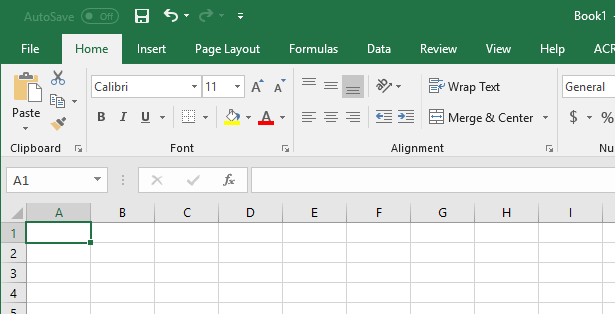 AutoSave Off Book1 -
File Home Insert Page Layout Formulas Data Review View Help ACR
Calibri 11 A A Wrap Text General
Paste B I U A Merge & Center $ %
Clipboard Font Alignment Nu
A1 fx
A B C D E F G H I
1
2
3
4
5